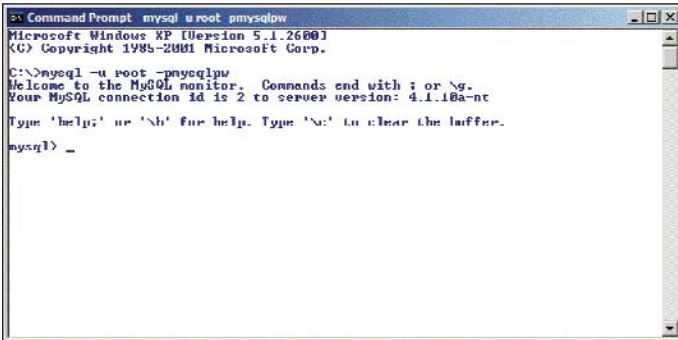 Command Prompt mysql u root pmysqlpw
Microsoft Windows XP [Version 5.1.2600]
(C) Copyright 1985-2001 Microsoft Corp.
C:\>mysql -u root -pmysqlpw
Welcome to the MySQL monitor. Commands end with ; or \g.
Your MySQL connection id is 2 to server version: 4.1.10a-nt
Type 'help;' or '\h' for help. Type '\c' to clear the buffer.
mysql> _